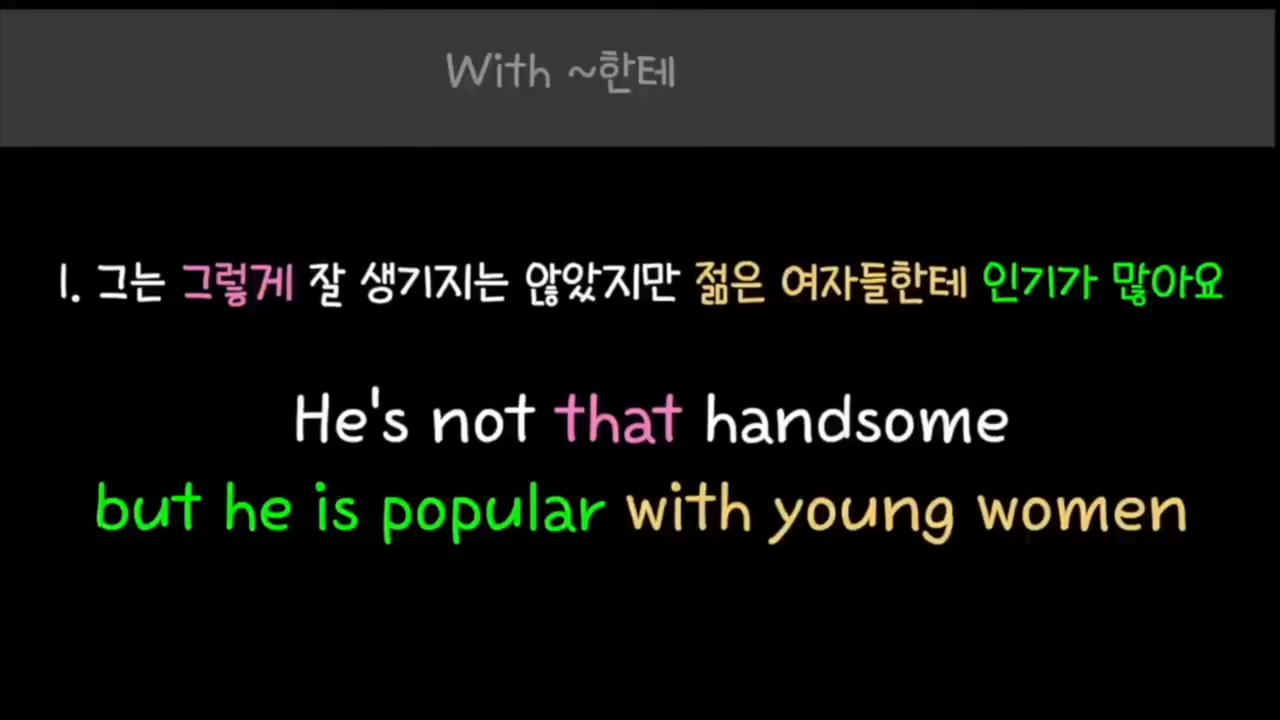 With ~한테
1. 그는 그렇게 잘 생기지는 않았지만 젊은 여자들한테 인기가 많아요
He's not that handsome
but he is popular with young women